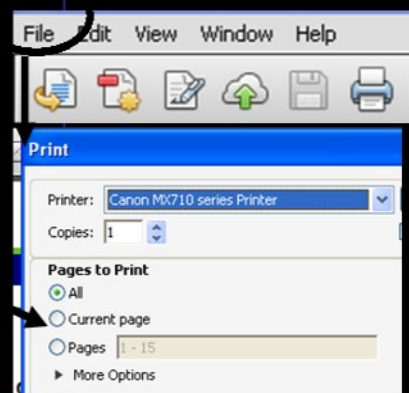 File Edit View Window Help
Print
Printer: Canon MX710 series Printer
Copies: 1
Pages to Print
All
Current page
Pages 1 - 15
More Options